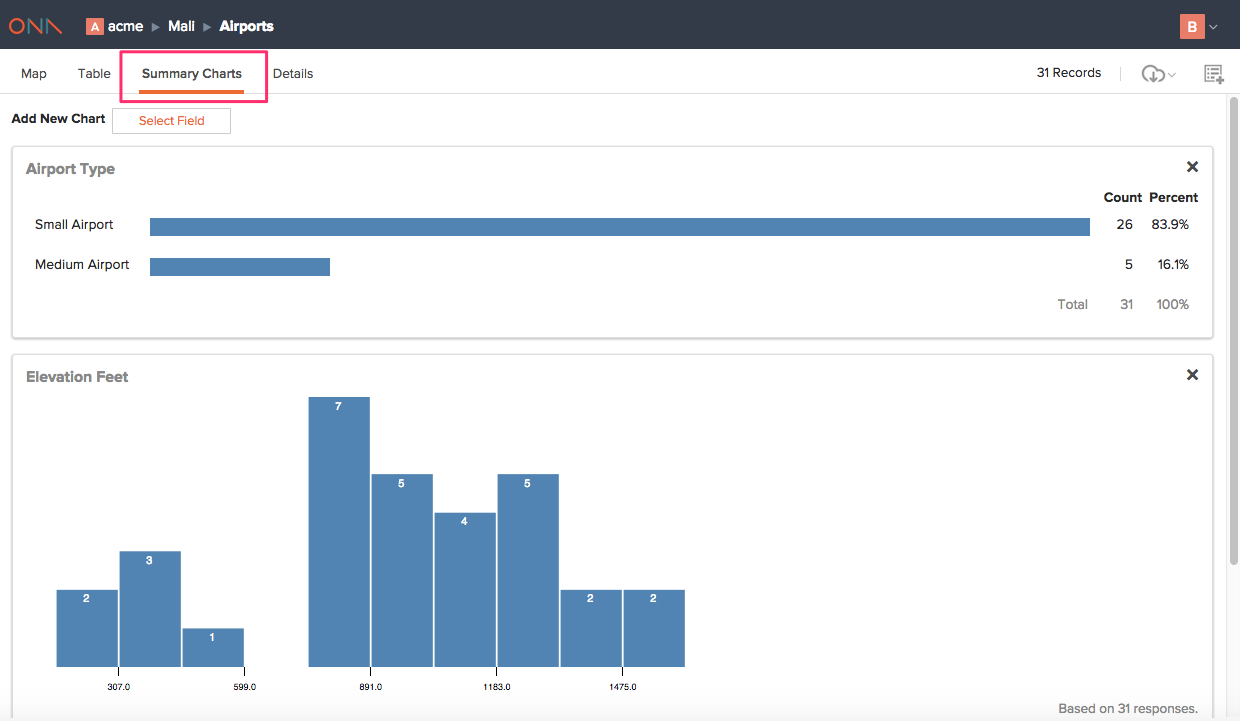 ONA A acme ▸ Mali ▸ Airports B
Map Table Summary Charts Details 31 Records
Add New Chart Select Field
Airport Type
Count Percent
Small Airport 26 83.9%
Medium Airport 5 16.1%
Total 31 100%
Elevation Feet
7
5 5
4
3
2 2 2
1
307.0 599.0 891.0 1183.0 1475.0
Based on 31 responses.